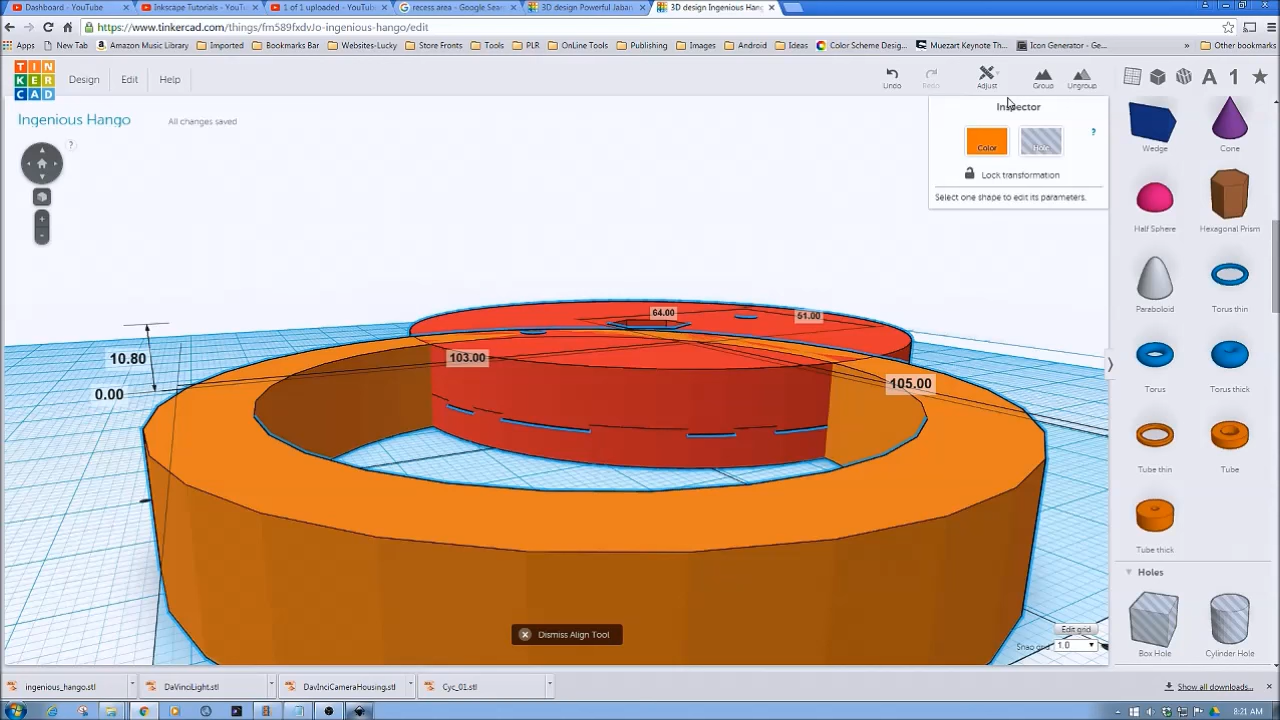 Dashboard - YouTube
Inkscape Tutorials - YouTu
1 of 1 uploaded - YouTube
recess area - Google Sear
3D design Powerful Jabar
3D design Ingenious Hang
https://www.tinkercad.com/things/fm589fxdvJo-ingenious-hango/edit
Apps
New Tab
Amazon Music Library
Imported
Bookmarks Bar
Websites-Lucky
Store Fronts
Tools
PLR
OnLine Tools
Publishing
Images
Android
Ideas
Color Scheme Desig...
Muezart Keynote Th...
Icon Generator - Ge...
»
Other bookmarks
TIN
KER
CAD
Design
Edit
Help
Undo
Redo
Adjust
Group
Ungroup
Ingenious Hango
All changes saved
?
Inspector
Color
Hole
?
Lock transformation
Select one shape to edit its parameters.
Wedge
Cone
Half Sphere
Hexagonal Prism
Paraboloid
Torus thin
Torus
Torus thick
Tube thin
Tube
Tube thick
Holes
Box Hole
Cylinder Hole
64.00
51.00
10.80
103.00
0.00
105.00
Dismiss Align Tool
Edit grid
Snap grid
1.0
ingenious_hango.stl
DaVinciLight.stl
DavInciCameraHousing.stl
Cyc_01.stl
Show all downloads...
8:21 AM